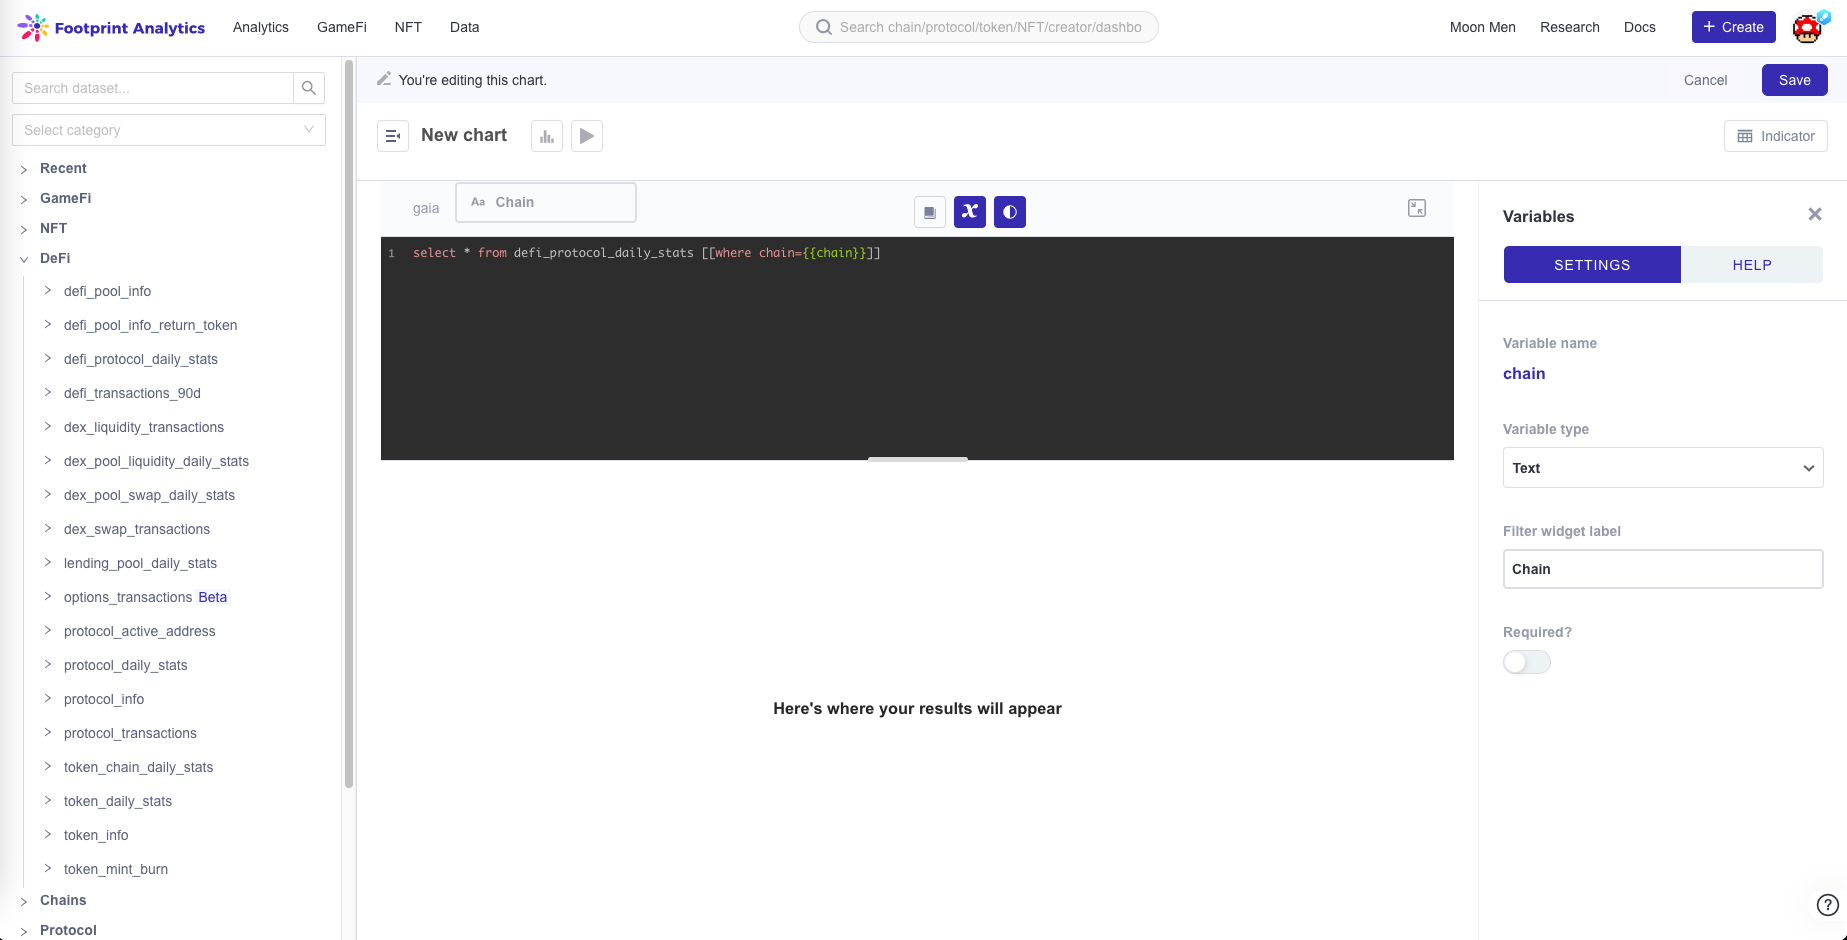 Footprint Analytics
Analytics
GameFi
NFT
Data
Search chain/protocol/token/NFT/creator/dashbo
Moon Men
Research
Docs
+ Create
Search dataset...
Select category
Recent
GameFi
NFT
DeFi
defi_pool_info
defi_pool_info_return_token
defi_protocol_daily_stats
defi_transactions_90d
dex_liquidity_transactions
dex_pool_liquidity_daily_stats
dex_pool_swap_daily_stats
dex_swap_transactions
lending_pool_daily_stats
options_transactions Beta
protocol_active_address
protocol_daily_stats
protocol_info
protocol_transactions
token_chain_daily_stats
token_daily_stats
token_info
token_mint_burn
Chains
Protocol
You're editing this chart.
Cancel
Save
New chart
Indicator
gaia
Aa Chain
x
1 select * from defi_protocol_daily_stats [[where chain={{chain}}]]
Here's where your results will appear
Variables
SETTINGS
HELP
Variable name
chain
Variable type
Text
Filter widget label
Chain
Required?
?